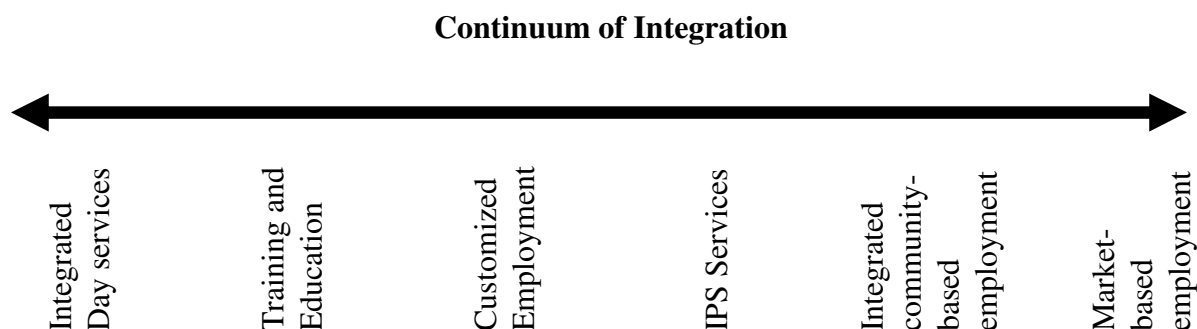 Continuum of Integration
Integrated
Day services
Training and
Education
Customized
Employment
IPS Services
Integrated
community-
based
employment
Market-
based
employment